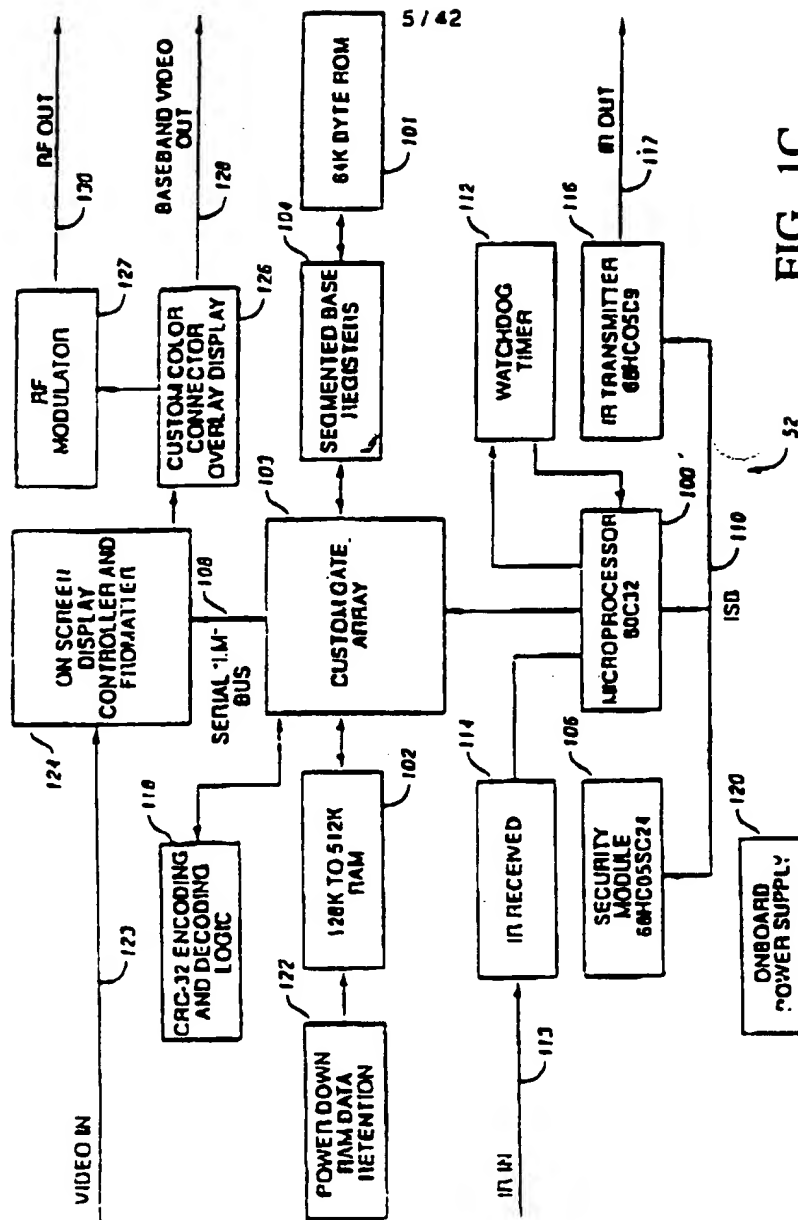 5 / 42
VIDEO IN
123
124
ON SCREEN
DISPLAY
CONTROLLER AND
FROMATTER
RF
MODULATOR
127
RF OUT
130
CUSTOM COLOR
CONNECTOR
OVERLAY DISPLAY
126
BASEBAND VIDEO
OUT
128
118
CRC-32 ENCODING
AND DECODING
LOGIC
SERIAL "I.M"
BUS
108
103
CUSTOM GATE
ARRAY
104
SEGMENTED BASE
REGISTERS
64K BYTE ROM
101
122
POWER DOWN
RAM DATA
RETENTION
128K TO 512K
RAM
102
IR IN
113
114
IR RECEIVED
106
SECURITY
MODULE
68HC05SC24
MICROPROCESSOR
80C32
100'
112
WATCHDOG
TIMER
116
IR TRANSMITTER
68HC05C9
IR OUT
117
ISB
110
52
120
ONBOARD
POWER SUPPLY
FIG. 1C